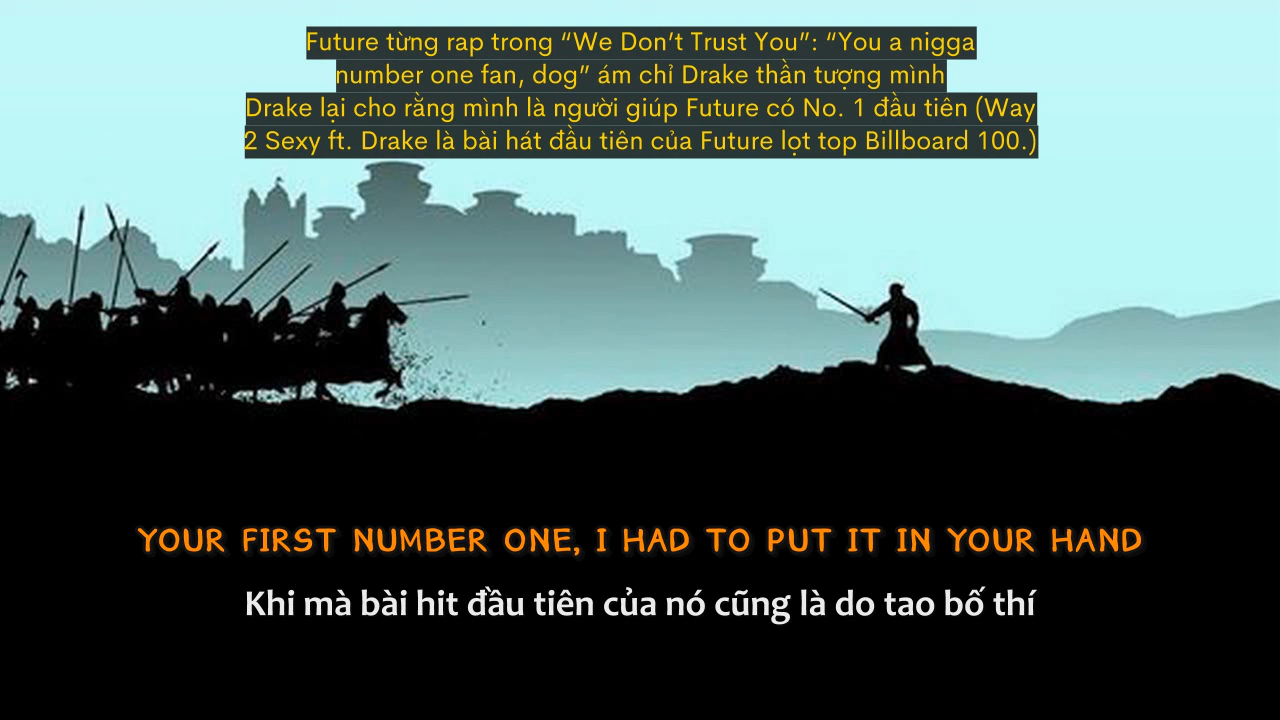 Future từng rap trong “We Don’t Trust You”: “You a nigga
number one fan, dog” ám chỉ Drake thần tượng mình
Drake lại cho rằng mình là người giúp Future có No. 1 đầu tiên (Way
2 Sexy ft. Drake là bài hát đầu tiên của Future lọt top Billboard 100.)
YOUR FIRST NUMBER ONE, I HAD TO PUT IT IN YOUR HAND
Khi mà bài hit đầu tiên của nó cũng là do tao bố thí